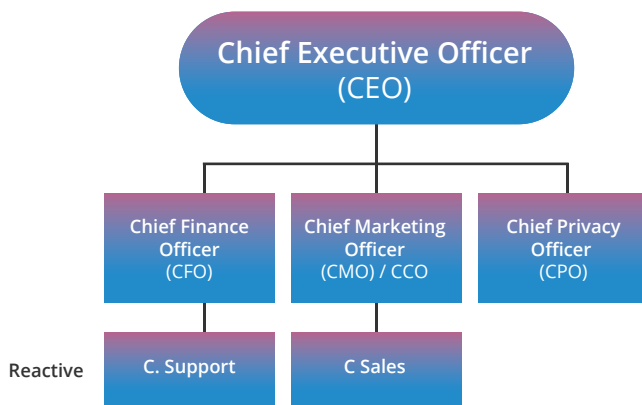 Chief Executive Officer
(CEO)
Chief Finance
Officer
(CFO)
Chief Marketing
Officer
(CMO) / CCO
Chief Privacy
Officer
(CPO)
Reactive
C. Support
C Sales